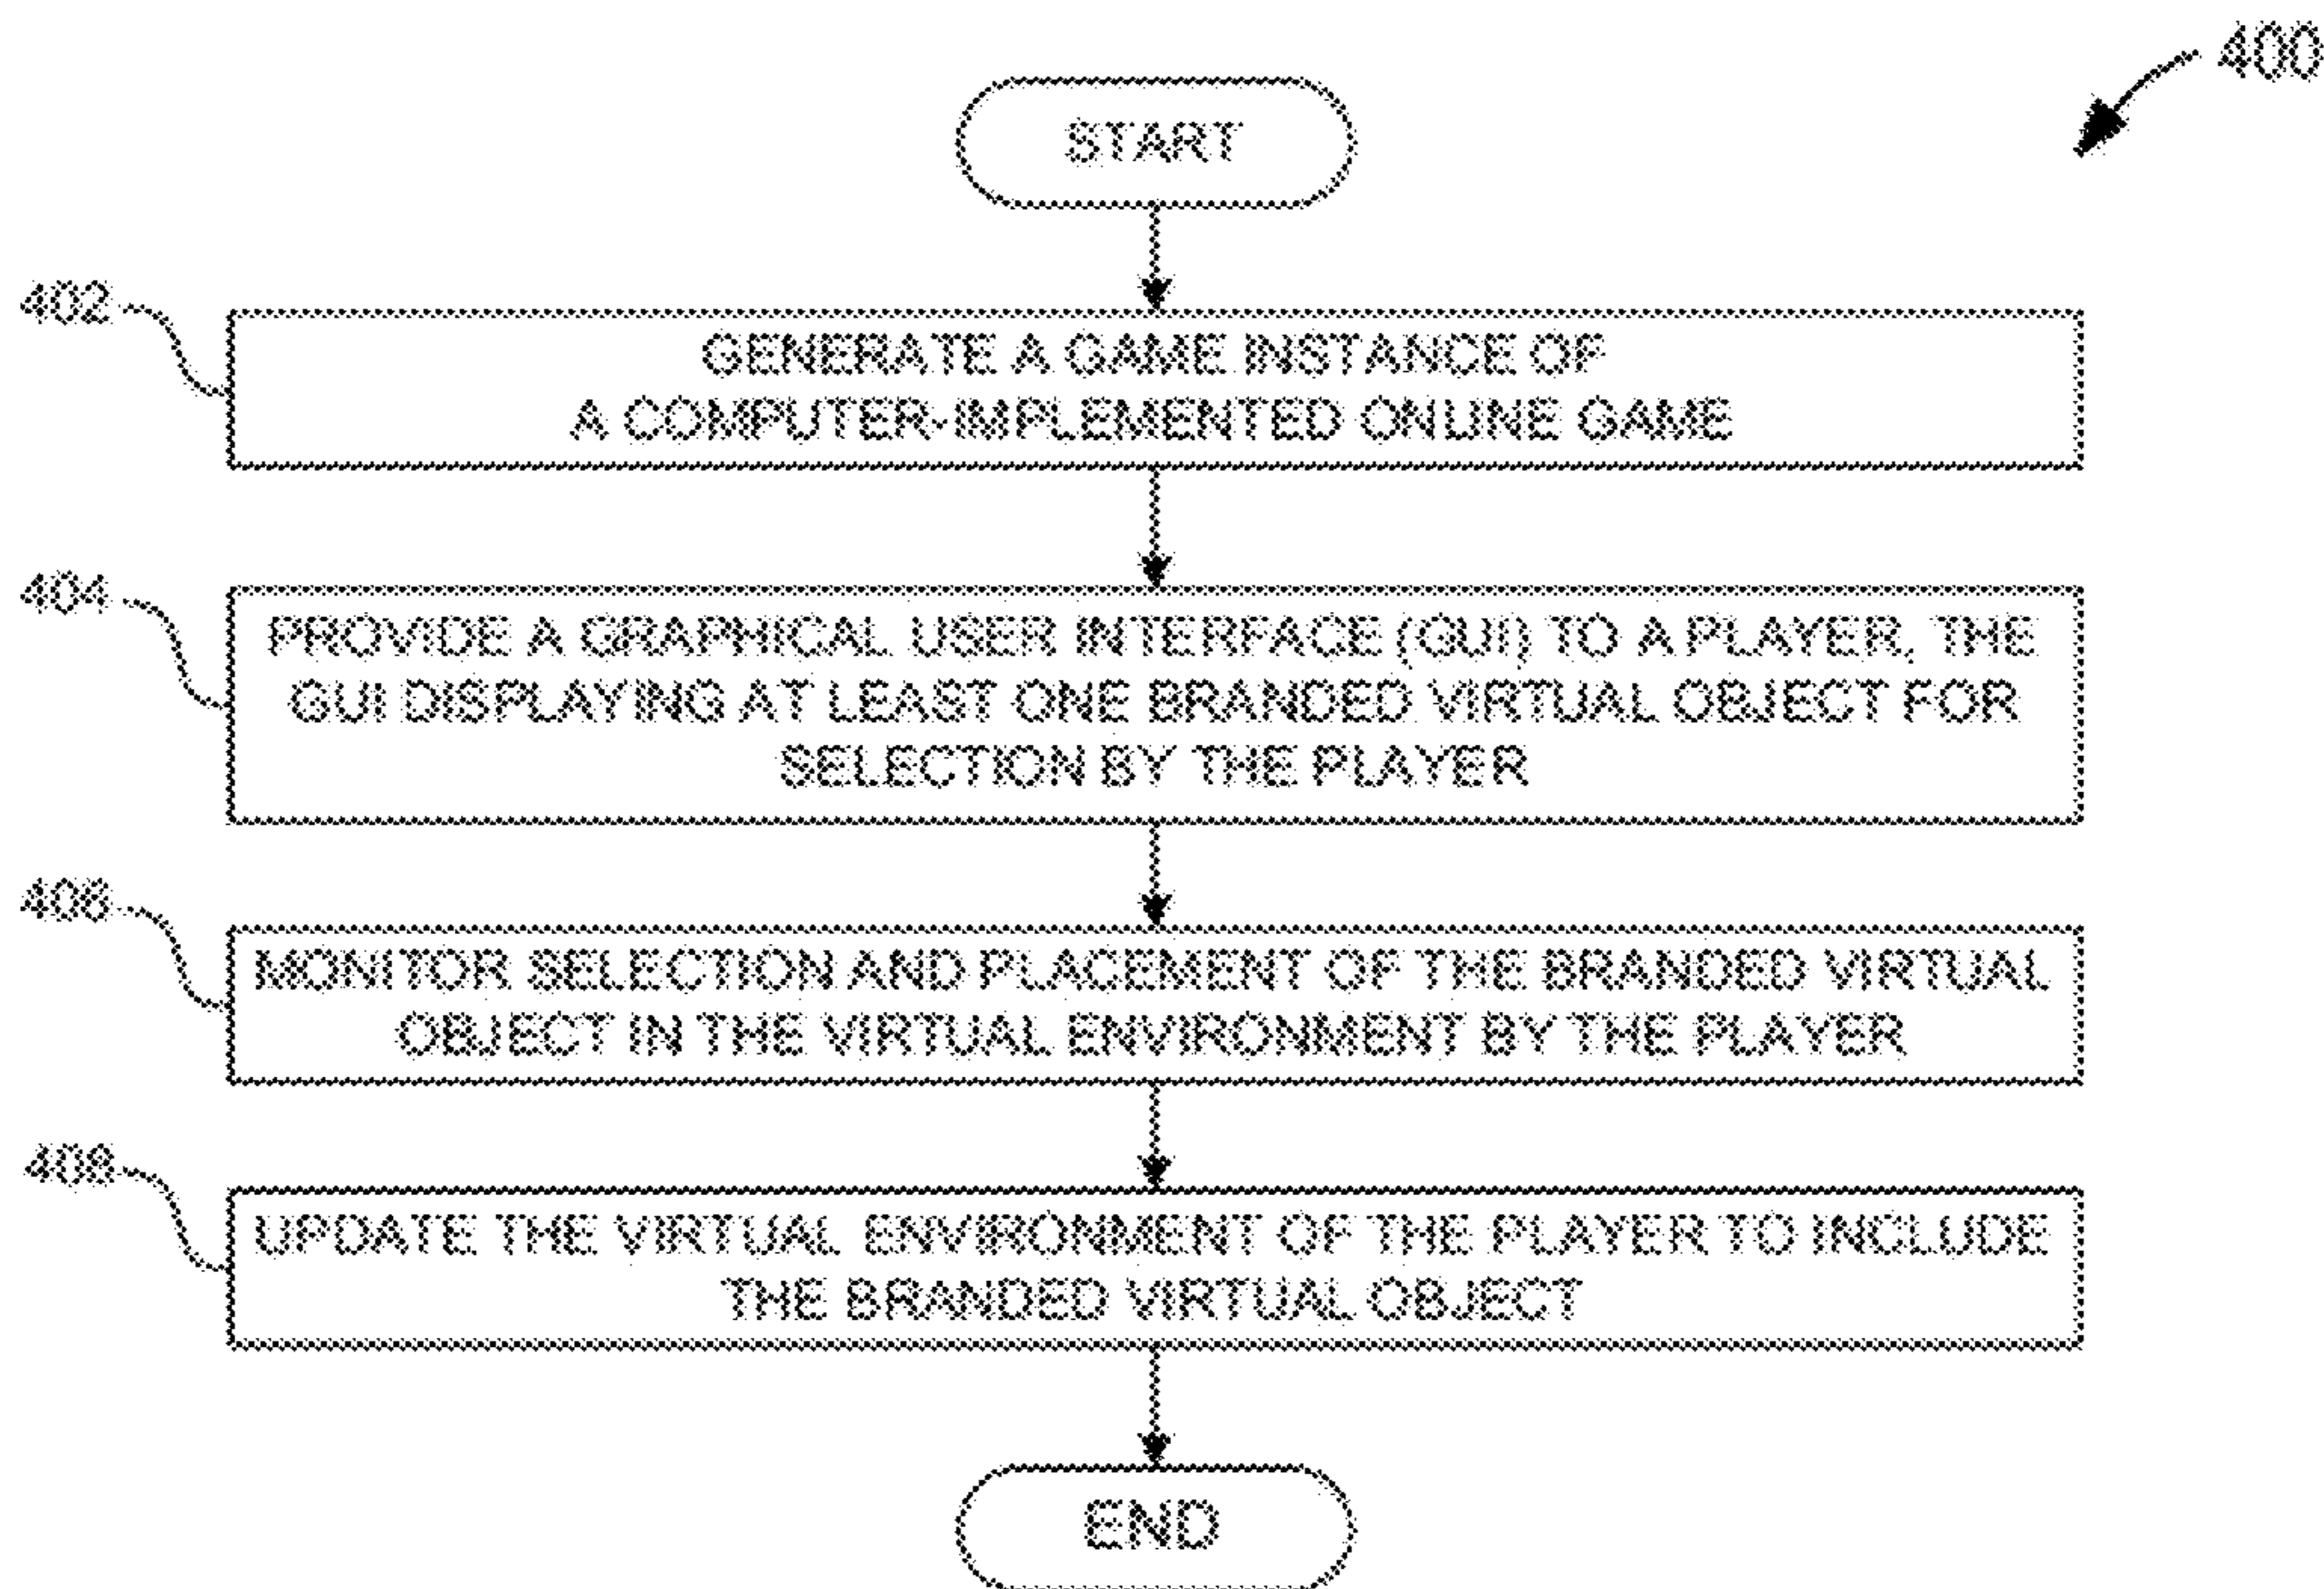 400
START
402
GENERATE A GAME INSTANCE OF
A COMPUTER-IMPLEMENTED ONLINE GAME
404
PROVIDE A GRAPHICAL USER INTERFACE (GUI) TO A PLAYER, THE
GUI DISPLAYING AT LEAST ONE BRANDED VIRTUAL OBJECT FOR
SELECTION BY THE PLAYER
406
MONITOR SELECTION AND PLACEMENT OF THE BRANDED VIRTUAL
OBJECT IN THE VIRTUAL ENVIRONMENT BY THE PLAYER
408
UPDATE THE VIRTUAL ENVIRONMENT OF THE PLAYER TO INCLUDE
THE BRANDED VIRTUAL OBJECT
END